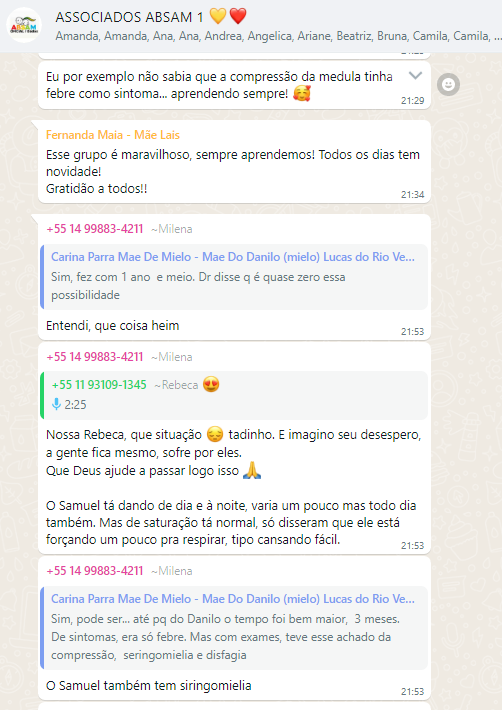 ASSOCIADOS ABSAM 1 💛❤️
Amanda, Amanda, Ana, Ana, Andrea, Angelica, Ariane, Beatriz, Bruna, Camila, Camila, ...
Eu por exemplo não sabia que a compressão da medula tinha
febre como sintoma... aprendendo sempre! 🥰
21:29
Fernanda Maia - Mãe Lais
Esse grupo é maravilhoso, sempre aprendemos! Todos os dias tem
novidade!
Gratidão a todos!!
21:34
+55 14 99883-4211 ~Milena
Carina Parra Mae De Mielo - Mae Do Danilo (mielo) Lucas do Rio Ve...
Sim, fez com 1 ano e meio. Dr disse q é quase zero essa
possibilidade
Entendi, que coisa heim
21:53
+55 14 99883-4211 ~Milena
+55 11 93109-1345 ~Rebeca 😍
2:25
Nossa Rebeca, que situação 😔 tadinho. E imagino seu desespero,
a gente fica mesmo, sofre por eles.
Que Deus ajude a passar logo isso 🙏
O Samuel tá dando de dia e à noite, varia um pouco mas todo dia
também. Mas de saturação tá normal, só disseram que ele está
forçando um pouco pra respirar, tipo cansando fácil.
21:53
+55 14 99883-4211 ~Milena
Carina Parra Mae De Mielo - Mae Do Danilo (mielo) Lucas do Rio Ve...
Sim, pode ser... até pq do Danilo o tempo foi bem maior, 3 meses.
De sintomas, era só febre. Mas com exames, teve esse achado da
compressão, seringomielia e disfagia
O Samuel também tem siringomielia
21:53